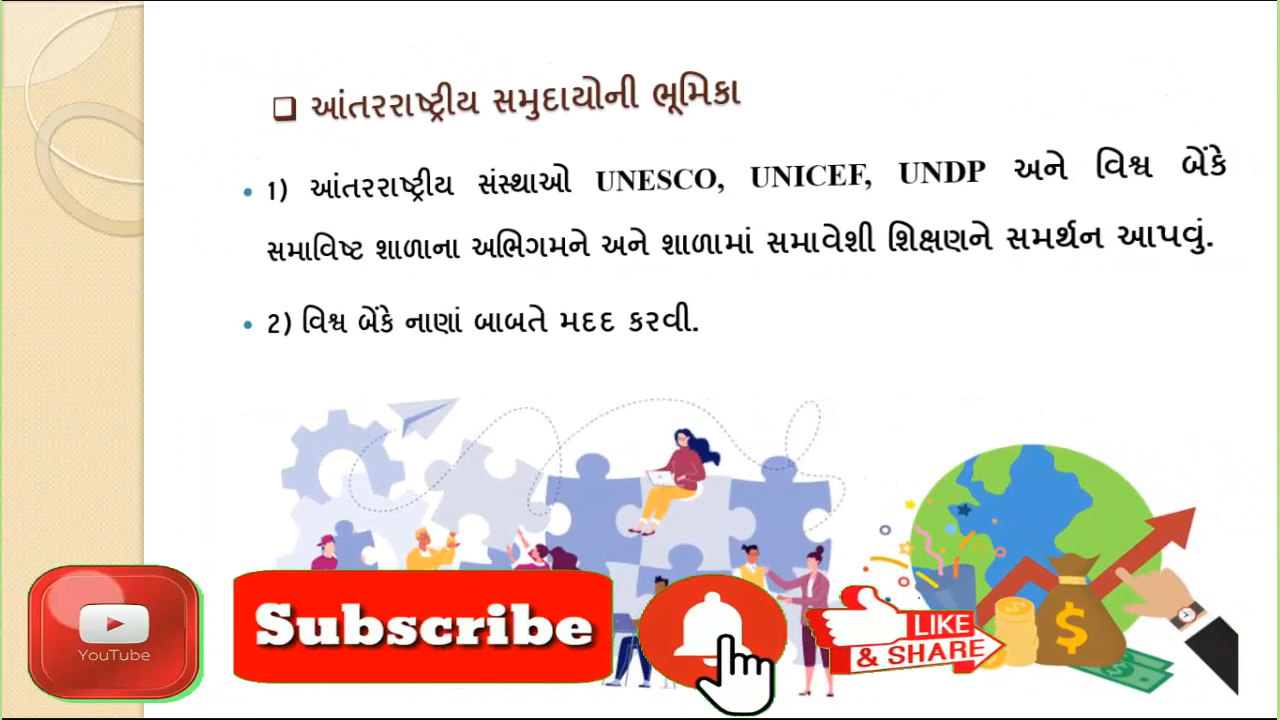 ❑ આંતરરાષ્ટ્રીય સમુદાયોની ભૂમિકા
• 1) આંતરરાષ્ટ્રીય સંસ્થાઓ UNESCO, UNICEF, UNDP અને વિશ્વ બેંકે
સમાવિષ્ટ શાળાના અભિગમને અને શાળામાં સમાવેશી શિક્ષણને સમર્થન આપવું.
• 2) વિશ્વ બેંકે નાણાં બાબતે મદદ કરવી.
YouTube
Subscribe
LIKE
& SHARE
$